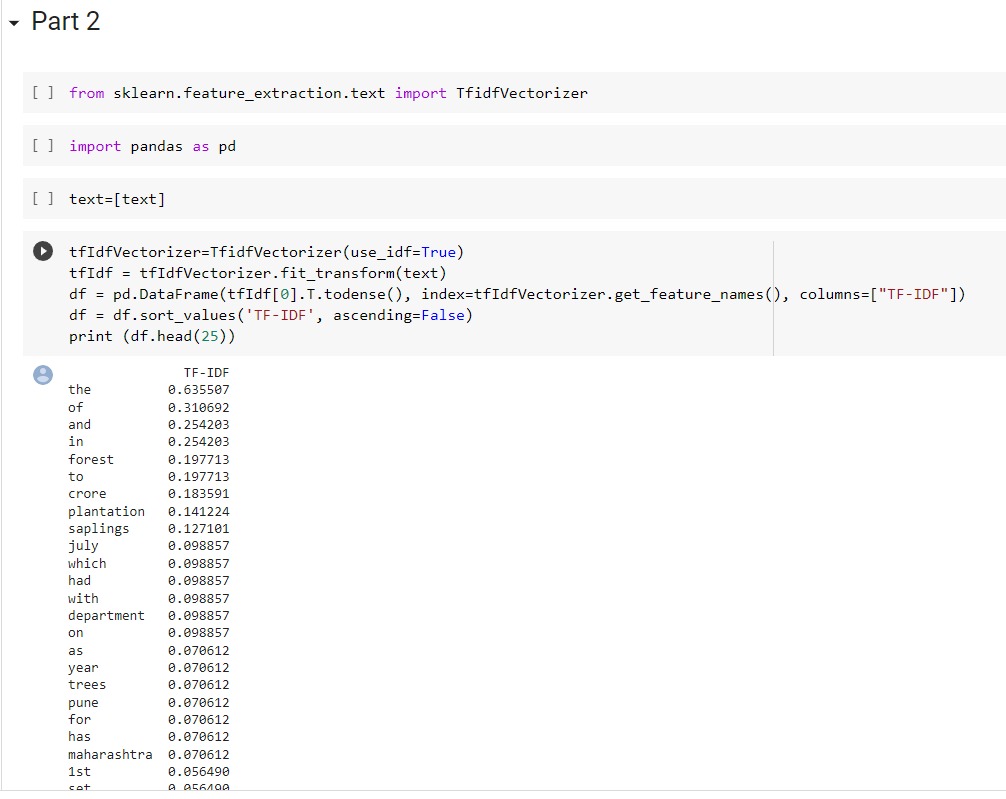 Part 2
[ ] from sklearn.feature_extraction.text import TfidfVectorizer
[ ] import pandas as pd
[ ] text=[text]
tfIdfVectorizer=TfidfVectorizer(use_idf=True)
tfIdf = tfIdfVectorizer.fit_transform(text)
df = pd.DataFrame(tfIdf[0].T.todense(), index=tfIdfVectorizer.get_feature_names(), columns=["TF-IDF"])
df = df.sort_values('TF-IDF', ascending=False)
print (df.head(25))
TF-IDF
the 0.635507
of 0.310692
and 0.254203
in 0.254203
forest 0.197713
to 0.197713
crore 0.183591
plantation 0.141224
saplings 0.127101
july 0.098857
which 0.098857
had 0.098857
with 0.098857
department 0.098857
on 0.098857
as 0.070612
year 0.070612
trees 0.070612
pune 0.070612
for 0.070612
has 0.070612
maharashtra 0.070612
1st 0.056490
set 0.056490